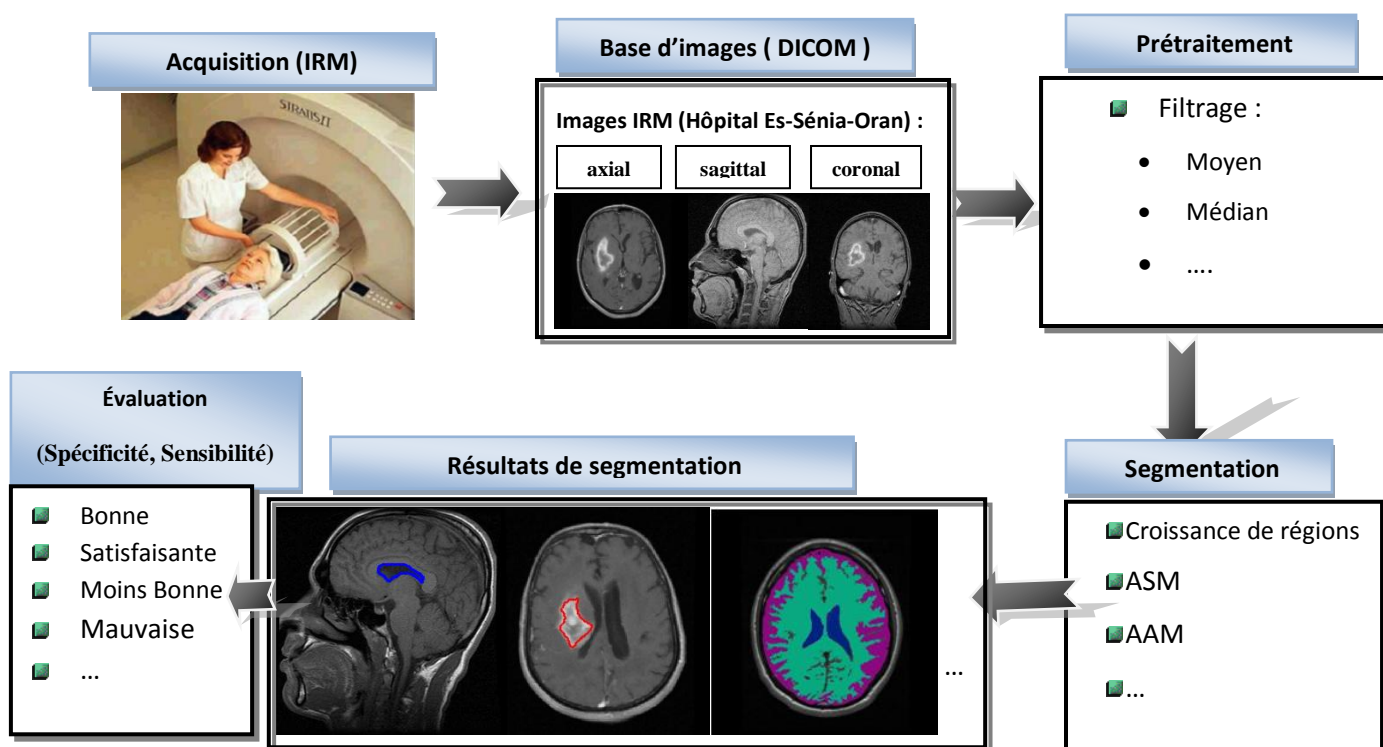 Acquisition (IRM)
Base d'images ( DICOM )
Prétraitement
Images IRM (Hôpital Es-Sénia-Oran) :
axial
sagittal
coronal
Filtrage :
Moyen
Médian
….
Évaluation
(Spécificité, Sensibilité)
Bonne
Satisfaisante
Moins Bonne
Mauvaise
...
Résultats de segmentation
...
Segmentation
Croissance de régions
ASM
AAM
...